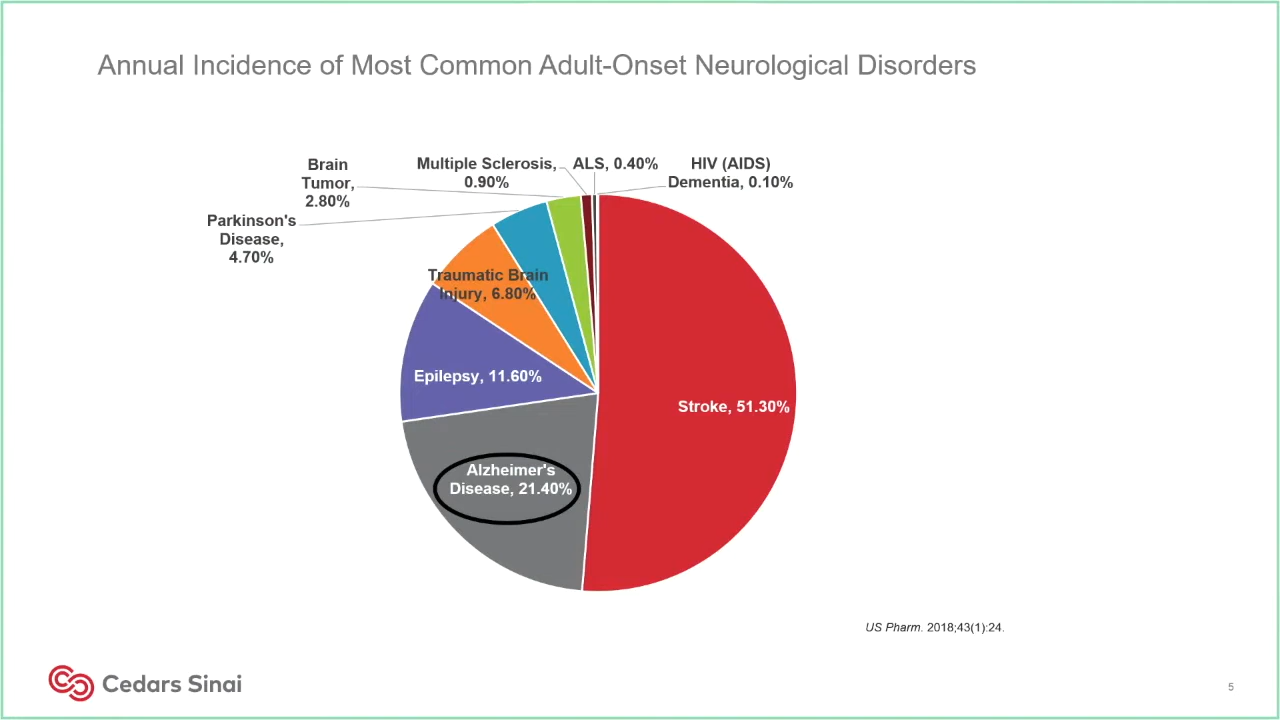 Annual Incidence of Most Common Adult-Onset Neurological Disorders
Brain
Tumor,
2.80%
Multiple Sclerosis,
0.90%
ALS, 0.40%
HIV (AIDS)
Dementia, 0.10%
Parkinson's
Disease,
4.70%
Traumatic Brain
Injury, 6.80%
Epilepsy, 11.60%
Stroke, 51.30%
Alzheimer's
Disease, 21.40%
US Pharm. 2018;43(1):24.
Cedars Sinai
5